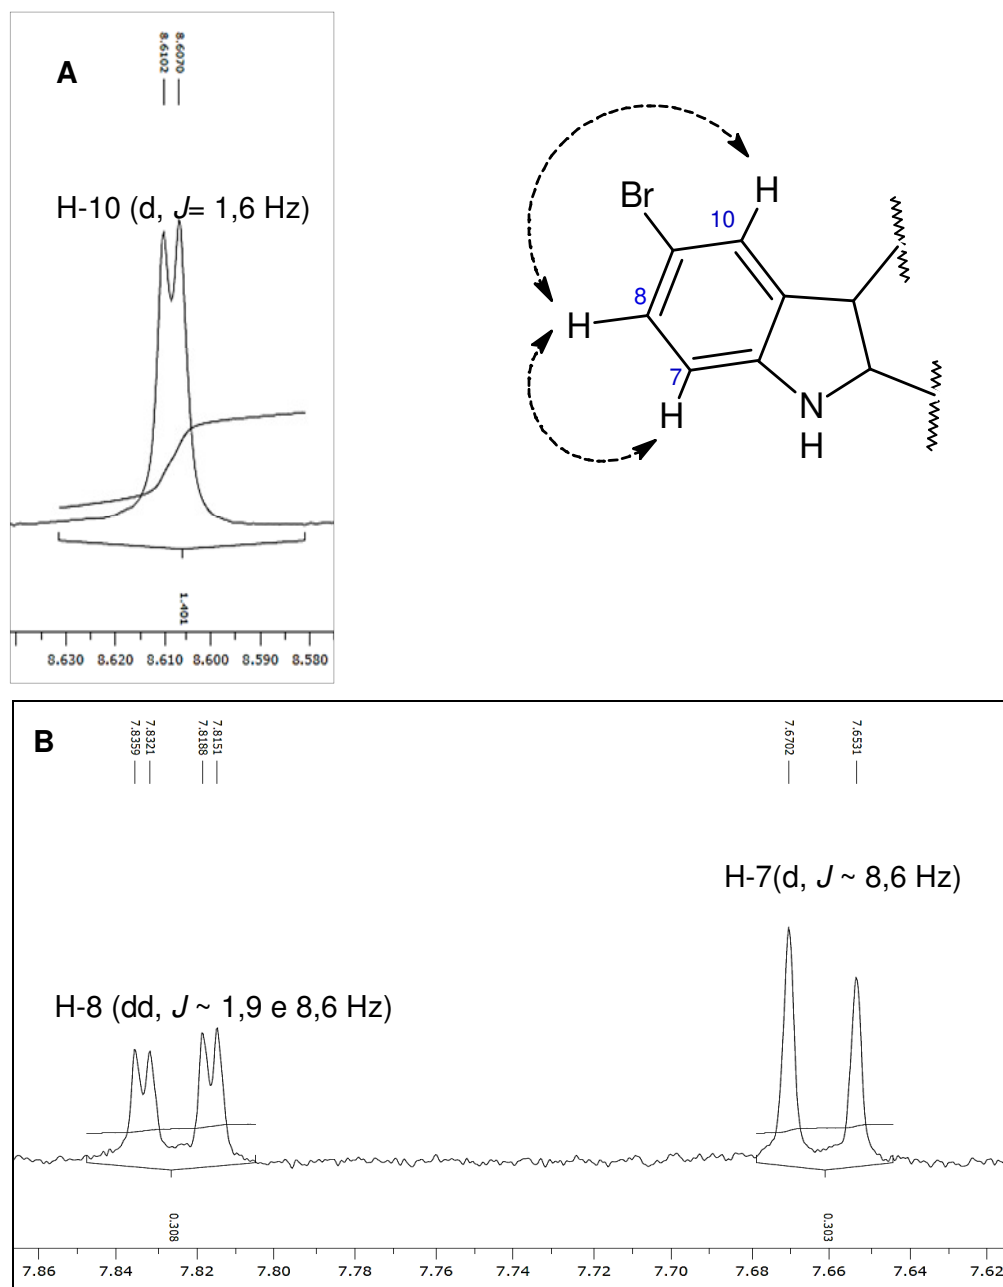 A
8.6102
8.6070
H-10 (d, J= 1,6 Hz)
1.401
8.630 8.620 8.610 8.600 8.590 8.580
Br
H
10
8
H
7
H
N
H
B
7.8359
7.8321
7.8188
7.8151
7.6702
7.6531
H-7(d, J ~ 8,6 Hz)
H-8 (dd, J ~ 1,9 e 8,6 Hz)
0.308
0.303
7.86 7.84 7.82 7.80 7.78 7.76 7.74 7.72 7.70 7.68 7.66 7.64 7.62